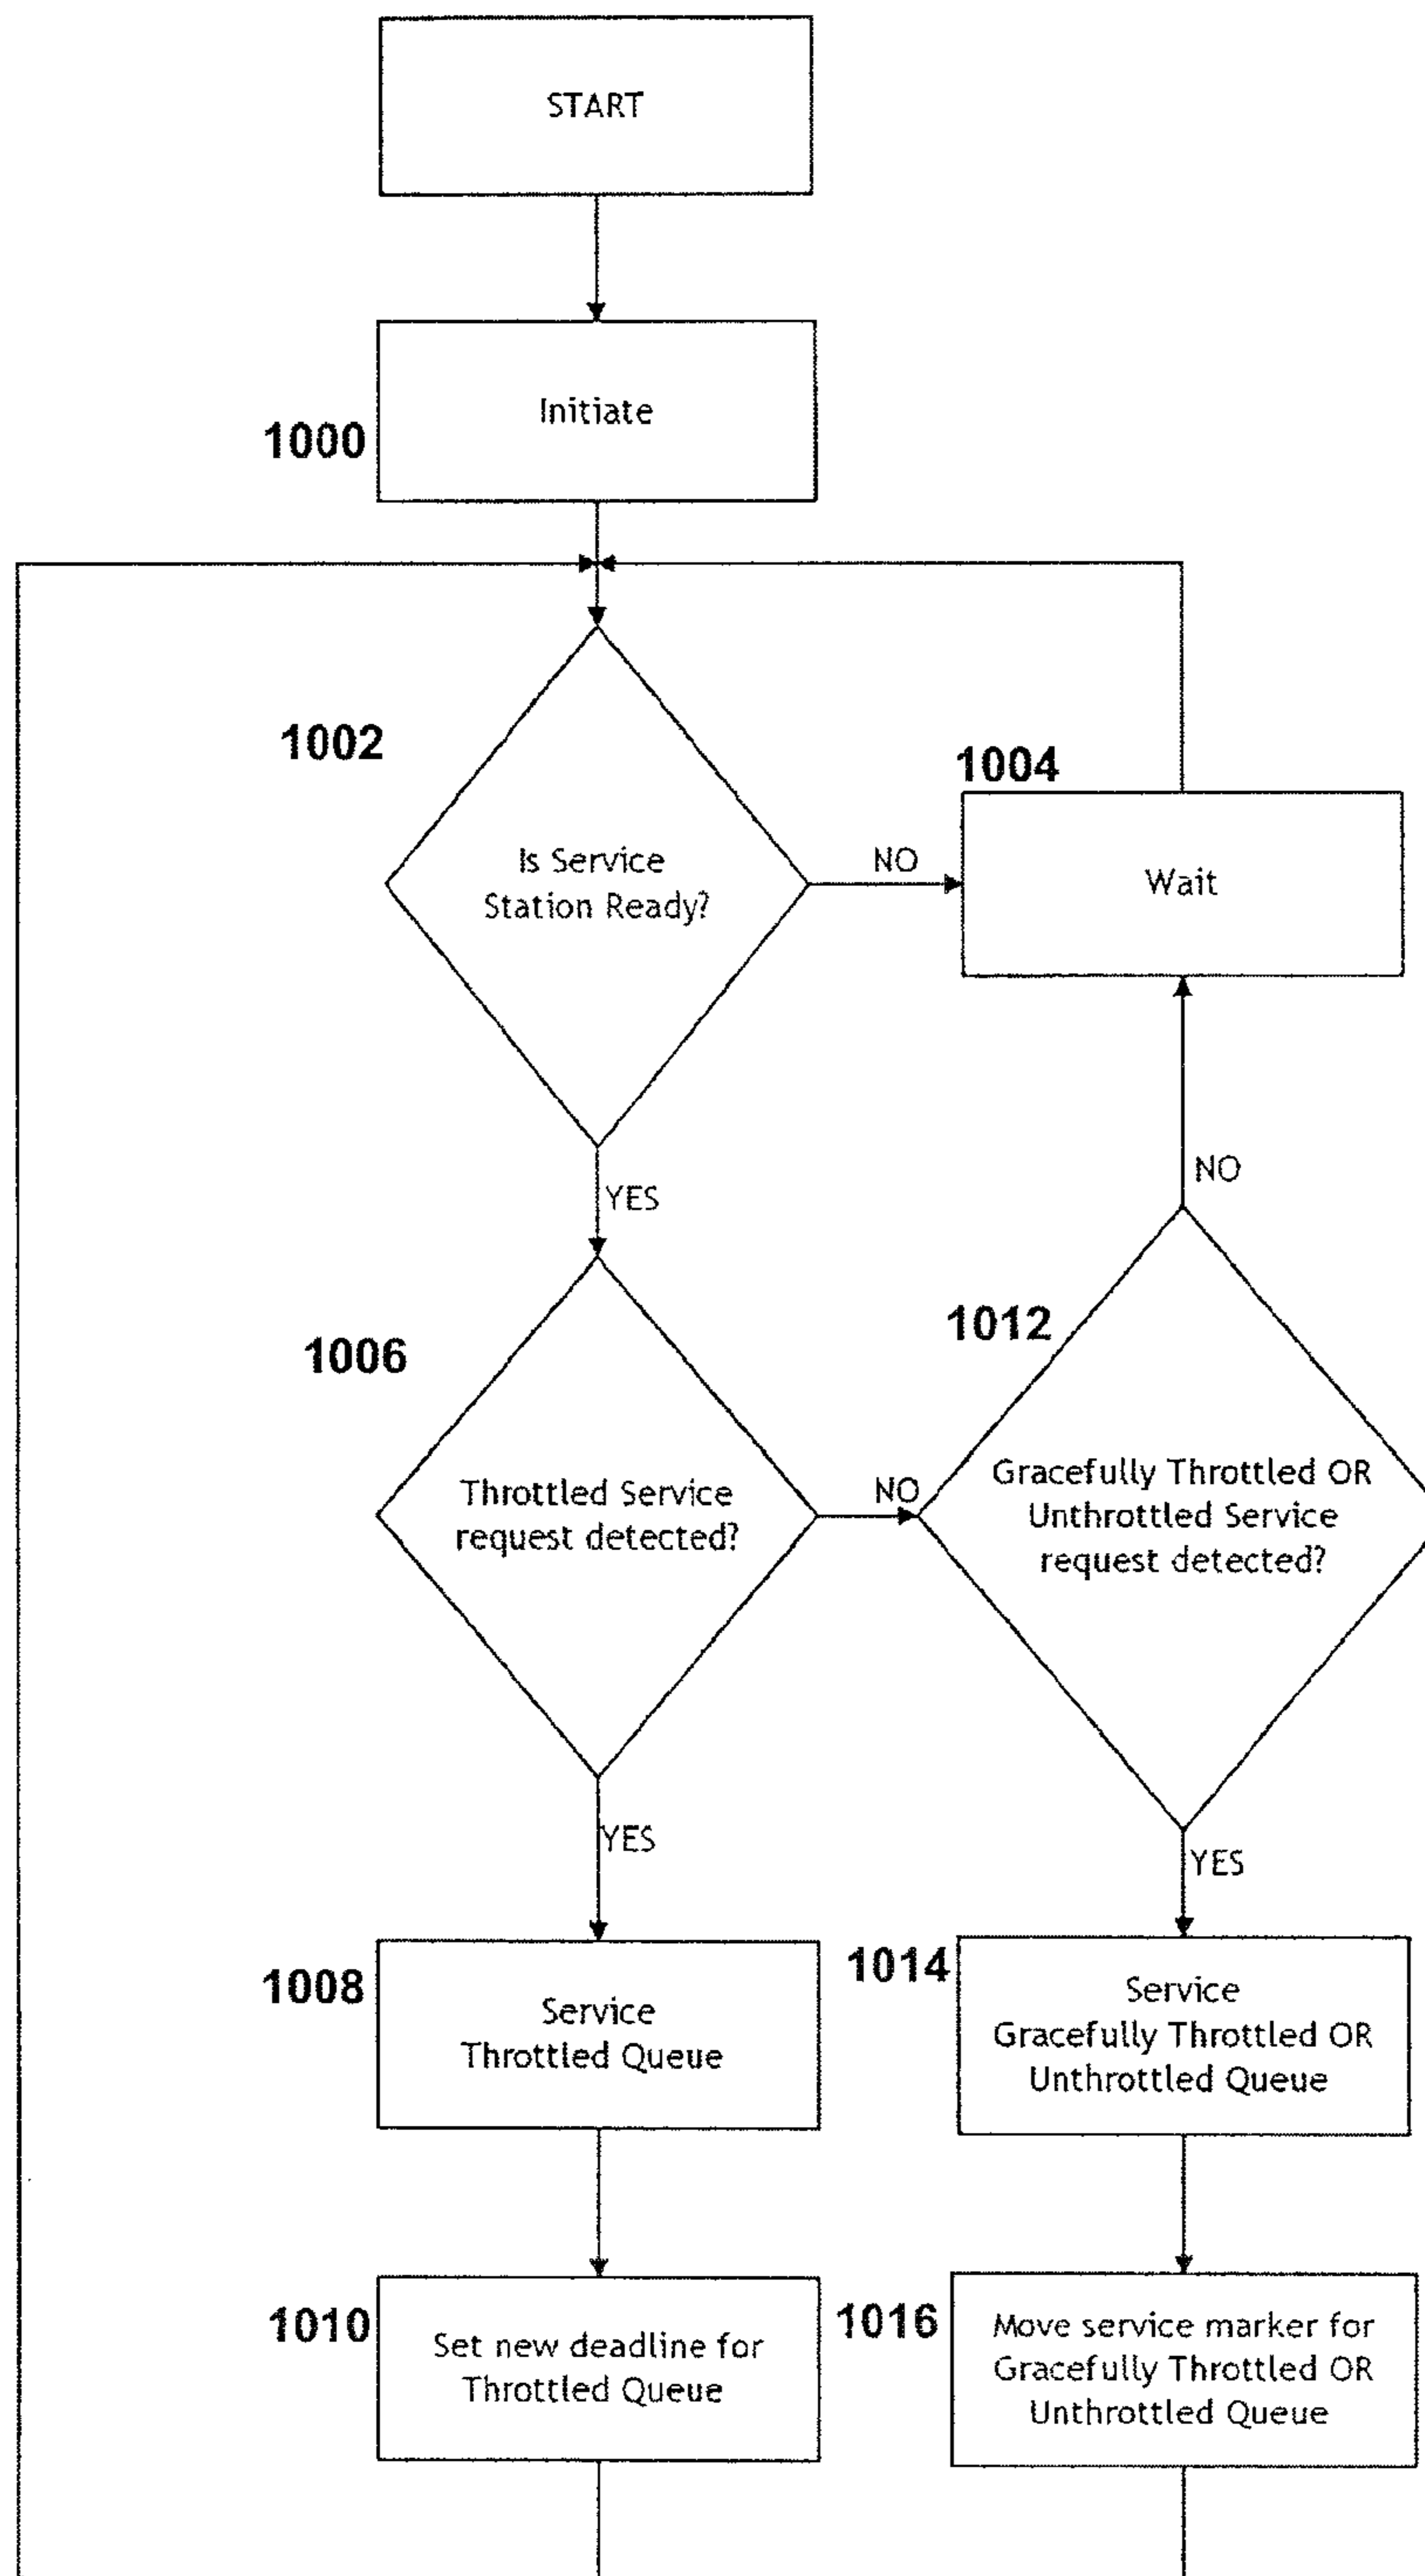 START
Initiate
1000
1002
1004
Is Service
Station Ready?
NO
Wait
YES
NO
1006
1012
Throttled Service
request detected?
NO
Gracefully Throttled OR
Unthrottled Service
request detected?
YES
YES
1008
Service
Throttled Queue
1014
Service
Gracefully Throttled OR
Unthrottled Queue
1010
Set new deadline for
Throttled Queue
1016
Move service marker for
Gracefully Throttled OR
Unthrottled Queue